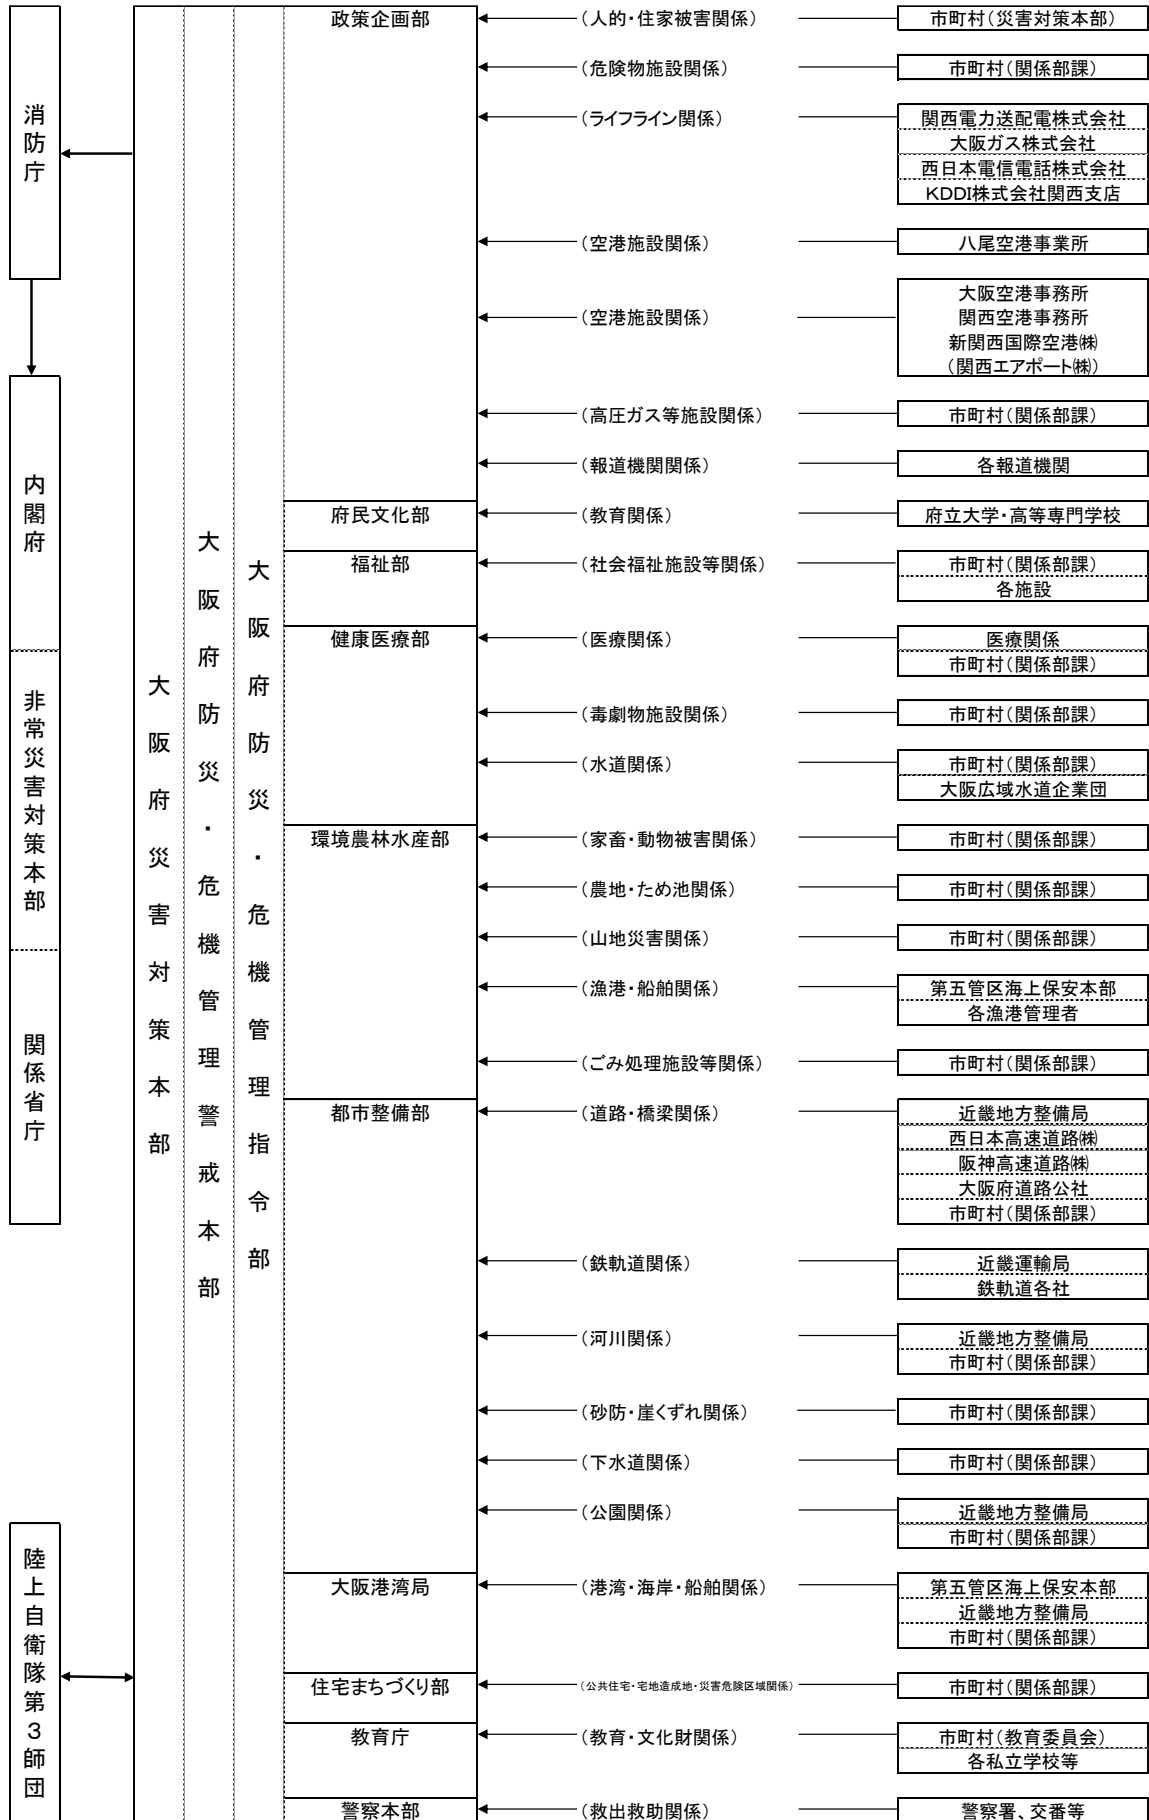 消防庁
内閣府
非常災害対策本部
関係省庁
陸上自衛隊第３師団
大阪府災害対策本部
大阪府防災・危機管理警戒本部
大阪府防災・危機管理指令部
政策企画部
（人的・住家被害関係）
市町村（災害対策本部）
（危険物施設関係）
市町村（関係部課）
（ライフライン関係）
関西電力送配電株式会社
大阪ガス株式会社
西日本電信電話株式会社
KDDI株式会社関西支店
（空港施設関係）
八尾空港事業所
（空港施設関係）
大阪空港事務所
関西空港事務所
新関西国際空港㈱
（関西エアポート㈱）
（高圧ガス等施設関係）
市町村（関係部課）
（報道機関関係）
各報道機関
府民文化部
（教育関係）
府立大学・高等専門学校
福祉部
（社会福祉施設等関係）
市町村（関係部課）
各施設
健康医療部
（医療関係）
医療関係
市町村（関係部課）
（毒劇物施設関係）
市町村（関係部課）
（水道関係）
市町村（関係部課）
大阪広域水道企業団
環境農林水産部
（家畜・動物被害関係）
市町村（関係部課）
（農地・ため池関係）
市町村（関係部課）
（山地災害関係）
市町村（関係部課）
（漁港・船舶関係）
第五管区海上保安本部
各漁港管理者
（ごみ処理施設等関係）
市町村（関係部課）
都市整備部
（道路・橋梁関係）
近畿地方整備局
西日本高速道路㈱
阪神高速道路㈱
大阪府道路公社
市町村（関係部課）
（鉄軌道関係）
近畿運輸局
鉄軌道各社
（河川関係）
近畿地方整備局
市町村（関係部課）
（砂防・崖くずれ関係）
市町村（関係部課）
（下水道関係）
市町村（関係部課）
（公園関係）
近畿地方整備局
市町村（関係部課）
大阪港湾局
（港湾・海岸・船舶関係）
第五管区海上保安本部
近畿地方整備局
市町村（関係部課）
住宅まちづくり部
（公共住宅・宅地造成地・災害危険区域関係）
市町村（関係部課）
教育庁
（教育・文化財関係）
市町村（教育委員会）
各私立学校等
警察本部
（救出救助関係）
警察署、交番等